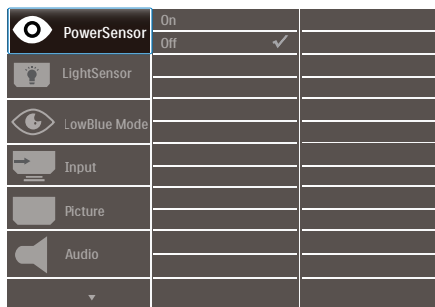 PowerSensor
On
Off
LightSensor
LowBlue Mode
Input
Picture
Audio